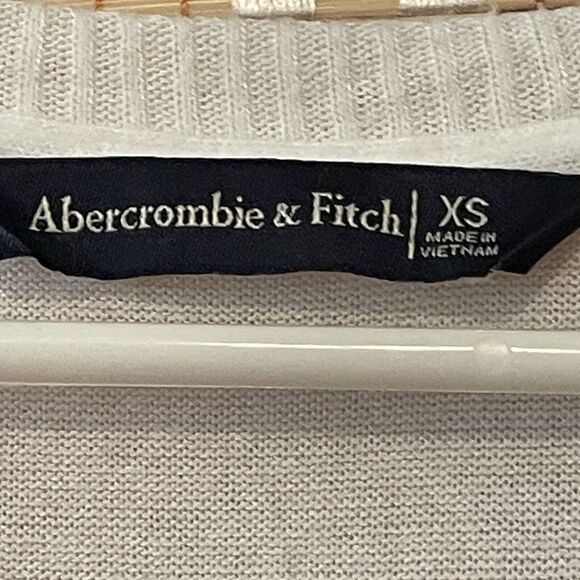 Abercrombie & Fitch XS
MADE IN
VIETNAM